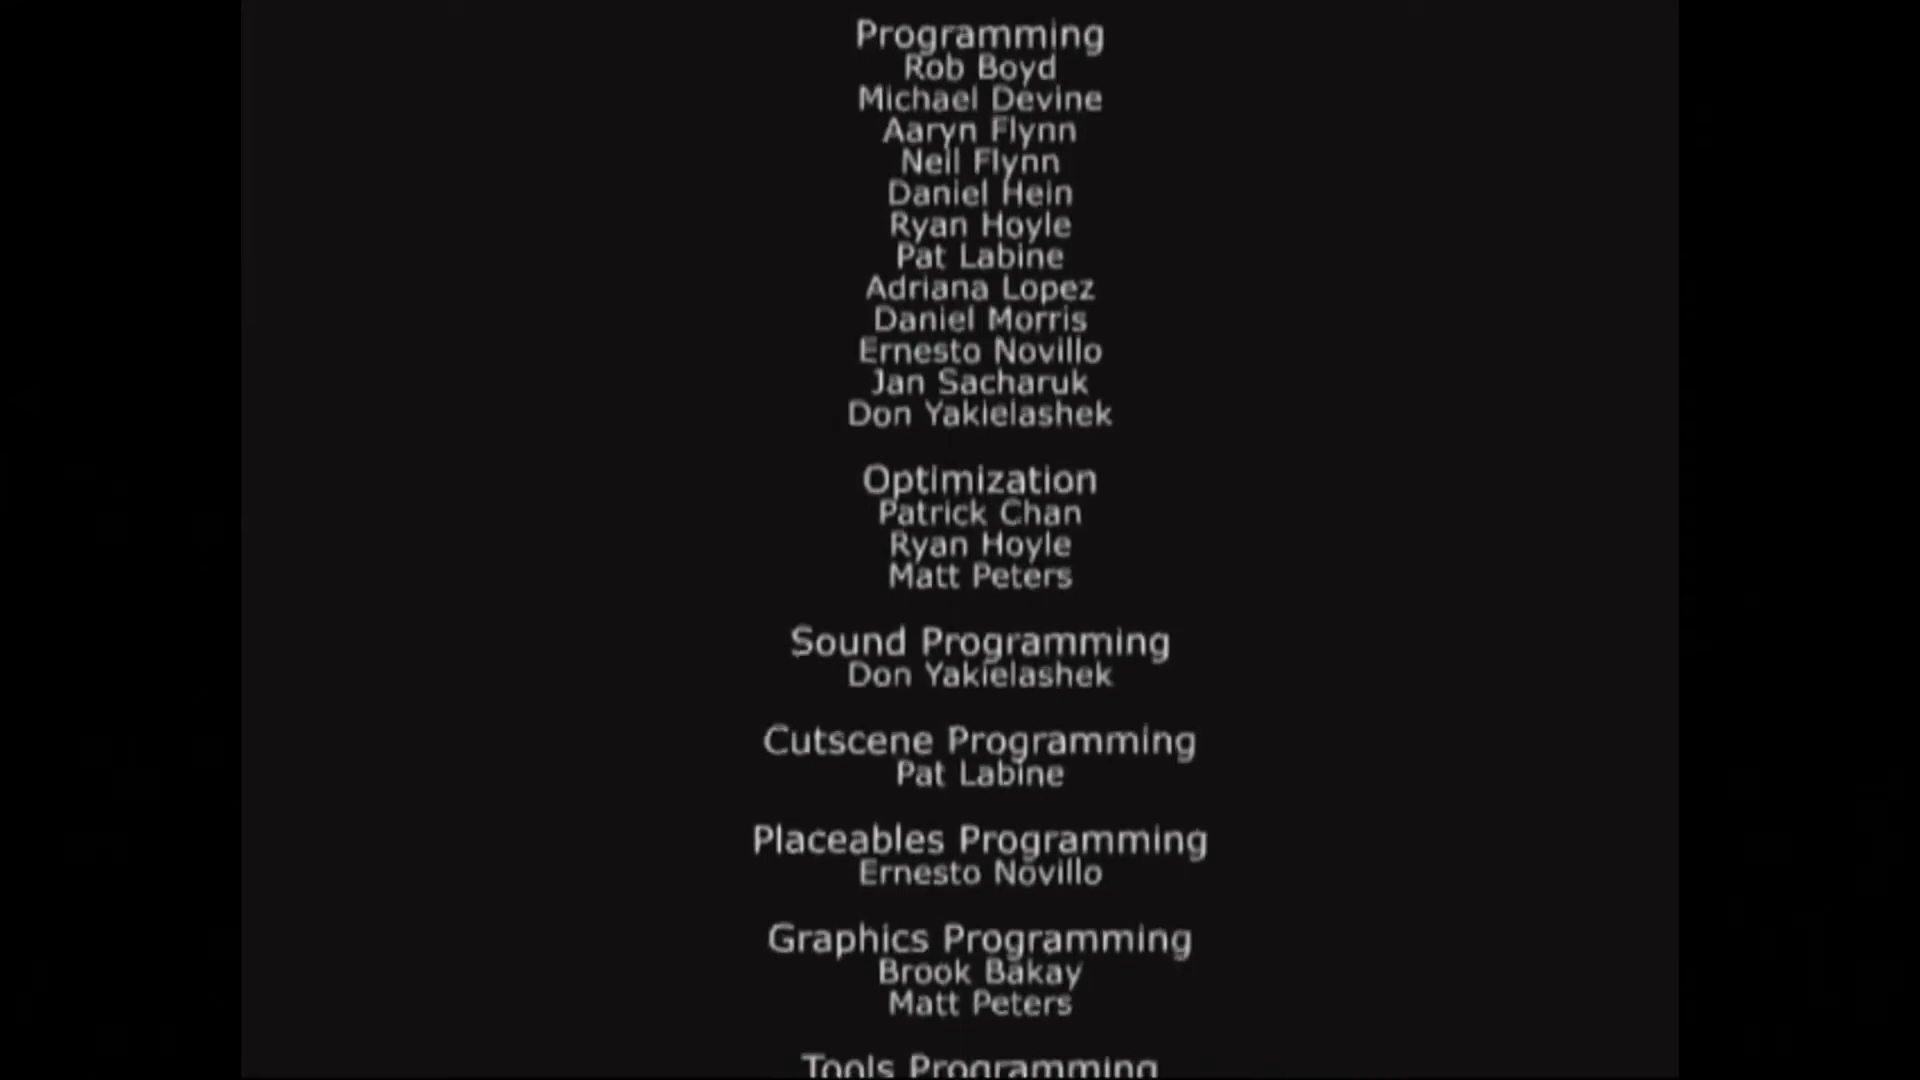 Programming
Rob Boyd
Michael Devine
Aaryn Flynn
Neil Flynn
Daniel Hein
Ryan Hoyle
Pat Labine
Adriana Lopez
Daniel Morris
Ernesto Novillo
Jan Sacharuk
Don Yakielashek
Optimization
Patrick Chan
Ryan Hoyle
Matt Peters
Sound Programming
Don Yakielashek
Cutscene Programming
Pat Labine
Placeables Programming
Ernesto Novillo
Graphics Programming
Brook Bakay
Matt Peters
Tools Programming